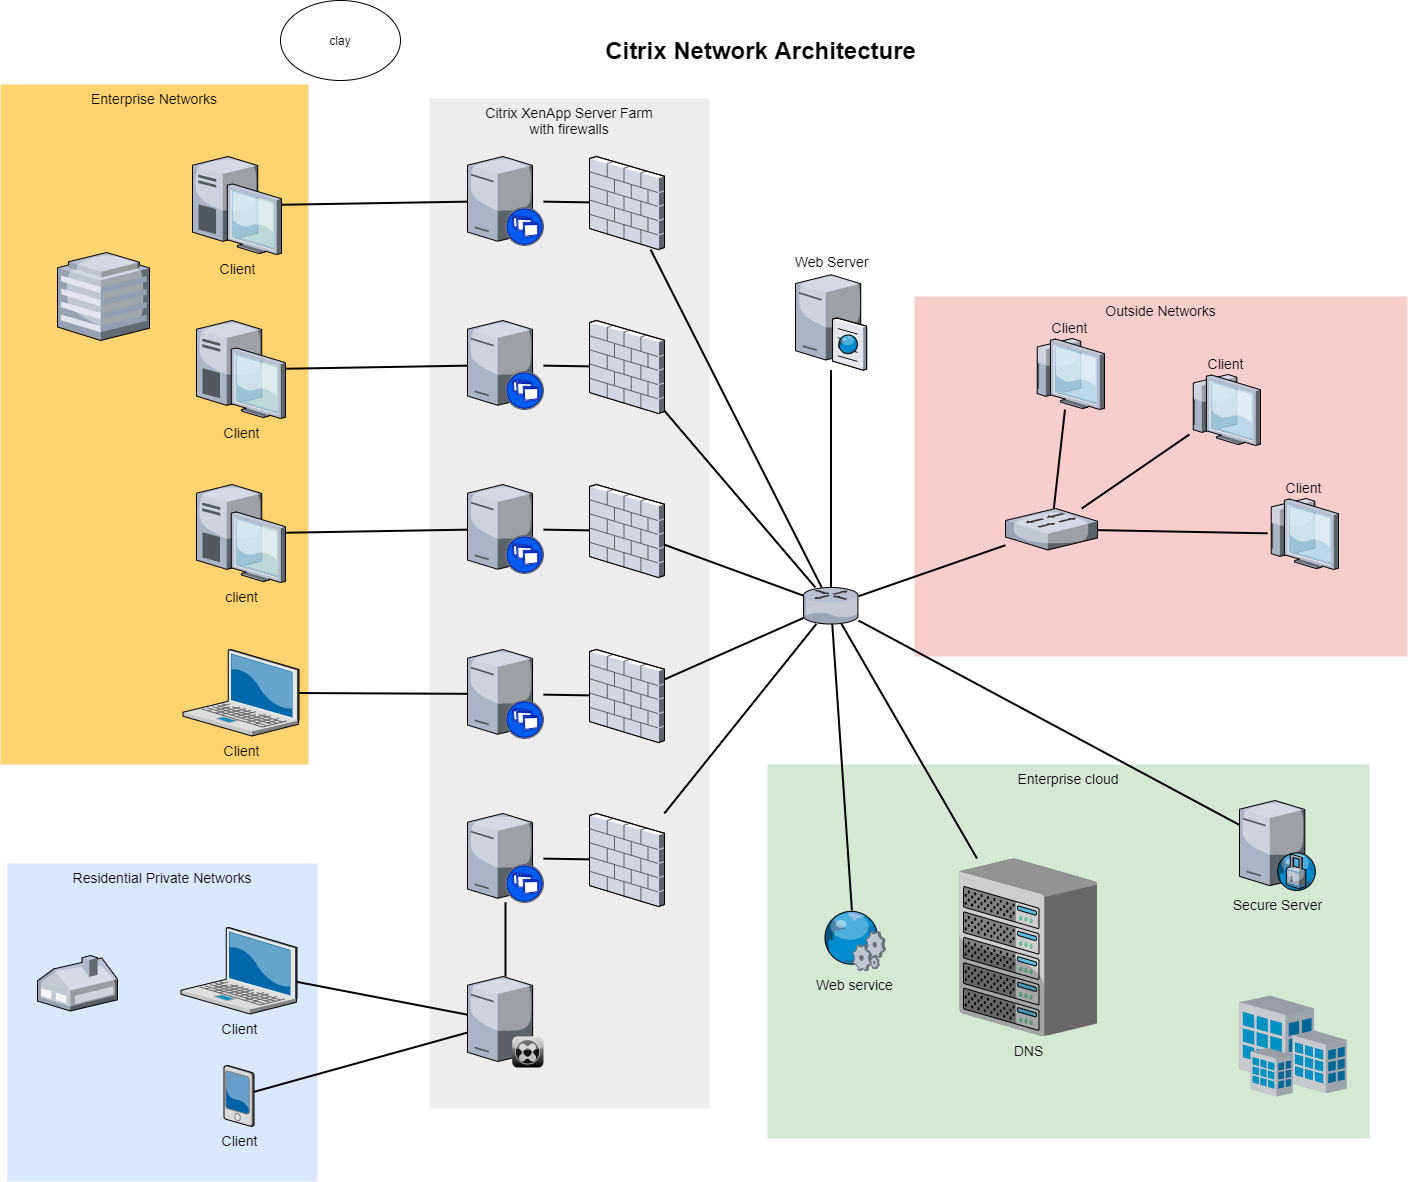 clay
Citrix Network Architecture
Enterprise Networks
Client
Client
client
Client
Citrix XenApp Server Farm
with firewalls
Web Server
Outside Networks
Client
Client
Client
Residential Private Networks
Client
Client
Enterprise cloud
Web service
DNS
Secure Server